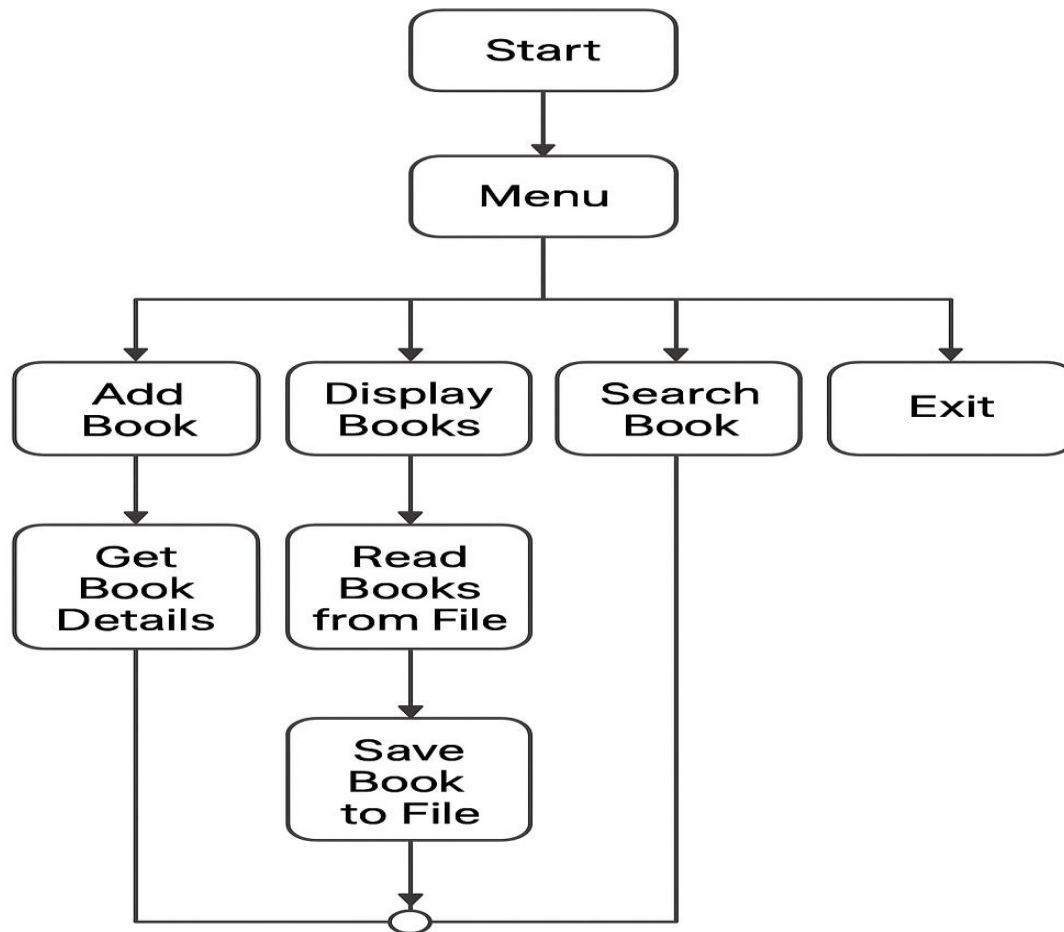 Start
Menu
Add
Book
Display
Books
Search
Book
Exit
Get
Book
Details
Read
Books
from File
Save
Book
to File